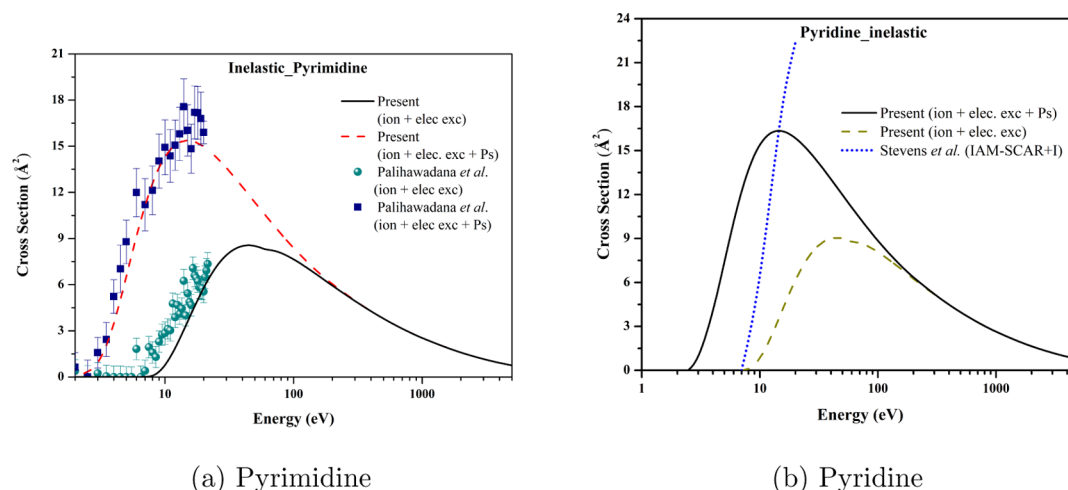 Inelastic_Pyrimidine
Present
(ion + elec exc)
Present
(ion + elec. exc + Ps)
Palihawadana et al.
(ion + elec exc)
Palihawadana et al.
(ion + elec exc + Ps)
Cross Section (Å²)
21
18
15
12
9
6
3
0
10
100
1000
Energy (eV)
(a) Pyrimidine
Pyridine_inelastic
Present (ion + elec. exc + Ps)
Present (ion + elec. exc)
Stevens et al. (IAM-SCAR+I)
Cross Section (Å²)
24
21
18
15
12
9
6
3
0
1
10
100
1000
Energy (eV)
(b) Pyridine